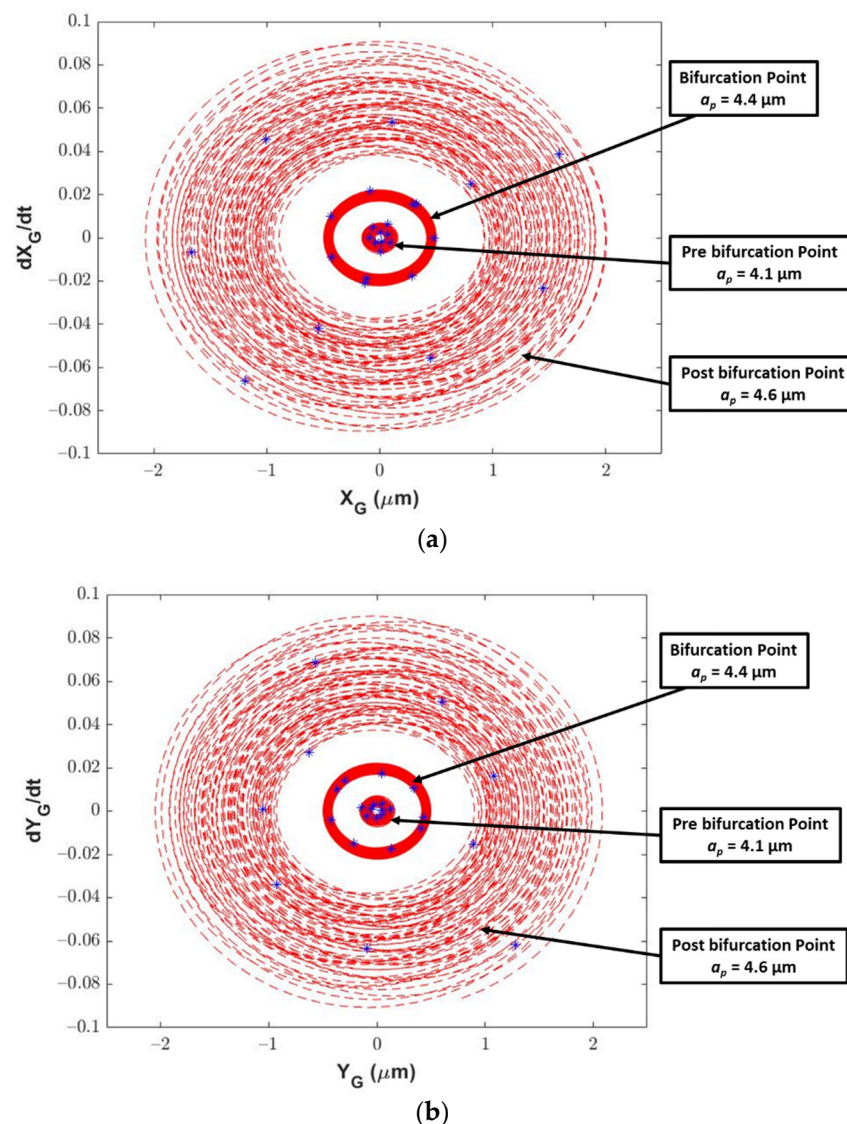 0.1
0.08
0.06
0.04
0.02
0
−0.02
−0.04
−0.06
−0.08
−0.1
dX_G/dt
−2
−1
0
1
2
X_G (μm)
Bifurcation Point
a_p = 4.4 μm
Pre bifurcation Point
a_p = 4.1 μm
Post bifurcation Point
a_p = 4.6 μm
(a)
0.1
0.08
0.06
0.04
0.02
0
−0.02
−0.04
−0.06
−0.08
−0.1
dY_G/dt
−2
−1
0
1
2
Y_G (μm)
Bifurcation Point
a_p = 4.4 μm
Pre bifurcation Point
a_p = 4.1 μm
Post bifurcation Point
a_p = 4.6 μm
(b)